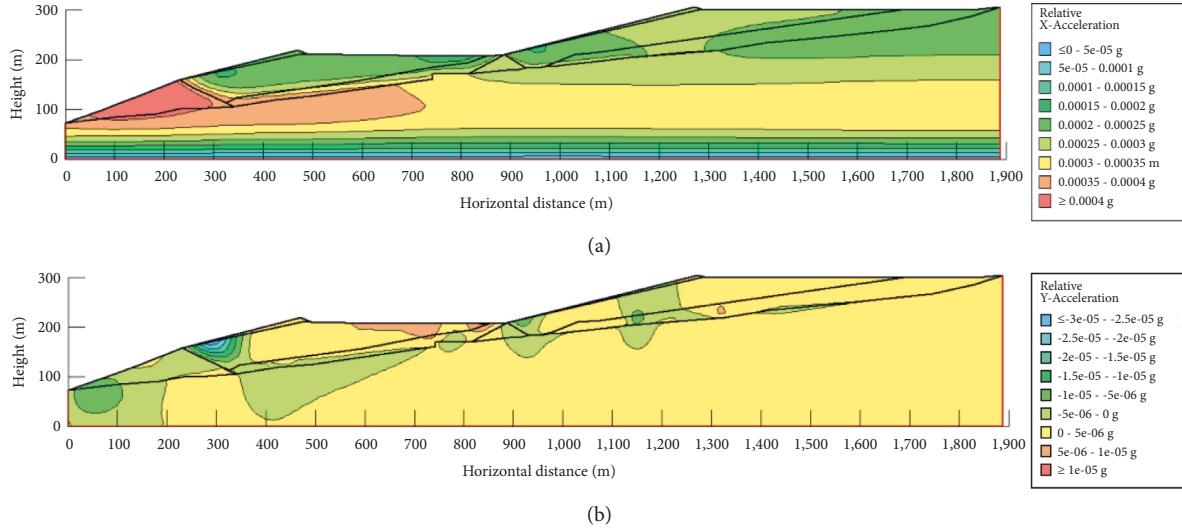 300
200
100
0
Height (m)
0 100 200 300 400 500 600 700 800 900 1,000 1,100 1,200 1,300 1,400 1,500 1,600 1,700 1,800 1,900
Horizontal distance (m)
Relative
X-Acceleration
≤0 - 5e-05 g
5e-05 - 0.0001 g
0.0001 - 0.00015 g
0.00015 - 0.0002 g
0.0002 - 0.00025 g
0.00025 - 0.0003 g
0.0003 - 0.00035 m
0.00035 - 0.0004 g
≥ 0.0004 g
(a)
300
200
100
0
Height (m)
0 100 200 300 400 500 600 700 800 900 1,000 1,100 1,200 1,300 1,400 1,500 1,600 1,700 1,800 1,900
Horizontal distance (m)
Relative
Y-Acceleration
≤-3e-05 - -2.5e-05 g
-2.5e-05 - -2e-05 g
-2e-05 - -1.5e-05 g
-1.5e-05 - -1e-05 g
-1e-05 - -5e-06 g
-5e-06 - 0 g
0 - 5e-06 g
5e-06 - 1e-05 g
≥ 1e-05 g
(b)